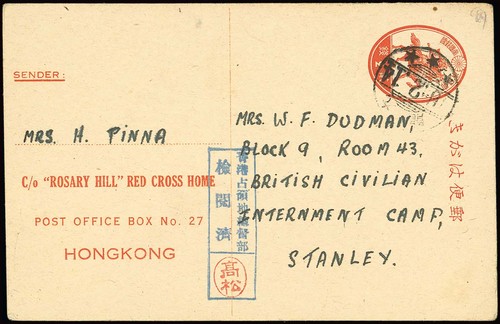 SENDER:
MRS. H. PINNA
C/o "ROSARY HILL" RED CROSS HOME
POST OFFICE BOX No. 27
HONGKONG
香港占領地總督部
檢閲濟
高松
MRS. W. F. DUDMAN,
BLOCK 9, ROOM 43,
BRITISH CIVILIAN
INTERNMENT CAMP,
STANLEY.
きがは便郵